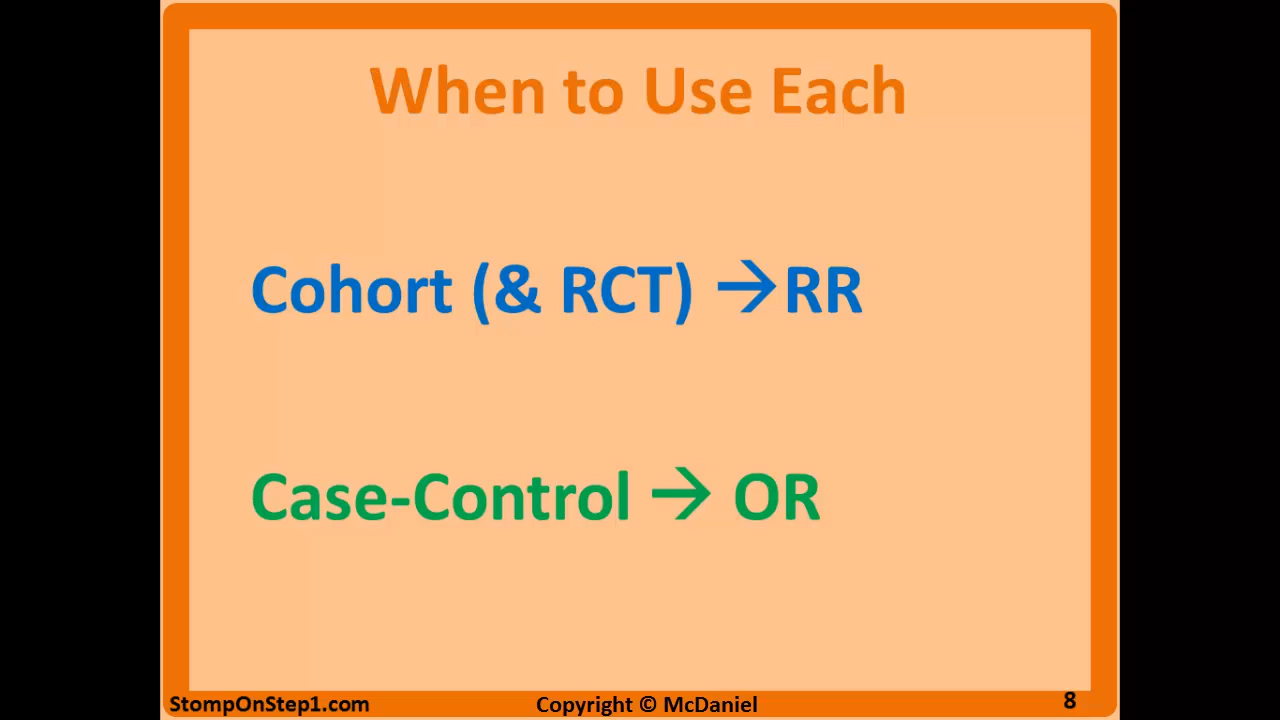 When to Use Each
Cohort (& RCT) →RR
Case-Control → OR
StompOnStep1.com
Copyright © McDaniel
8